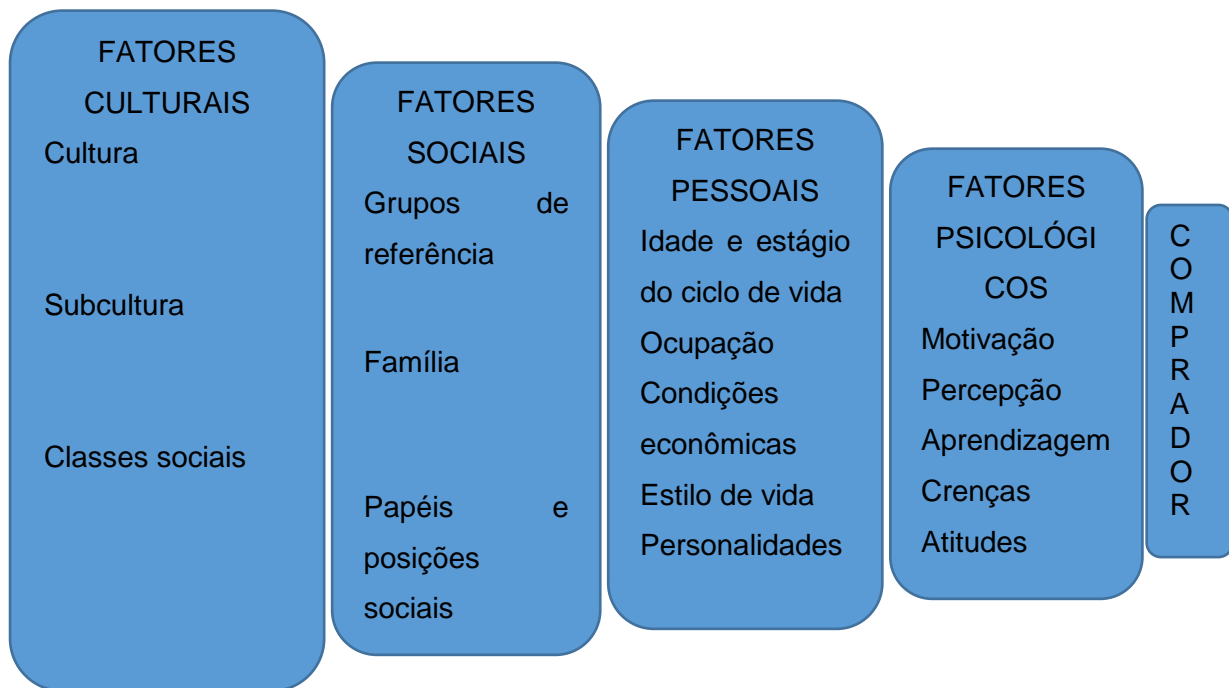 FATORES
CULTURAIS
Cultura
Subcultura
Classes sociais
FATORES
SOCIAIS
Grupos de
referência
Família
Papéis e
posições
sociais
FATORES
PESSOAIS
Idade e estágio
do ciclo de vida
Ocupação
Condições
econômicas
Estilo de vida
Personalidades
FATORES
PSICOLÓGI
COS
Motivação
Percepção
Aprendizagem
Crenças
Atitudes
C
O
M
P
R
A
D
O
R